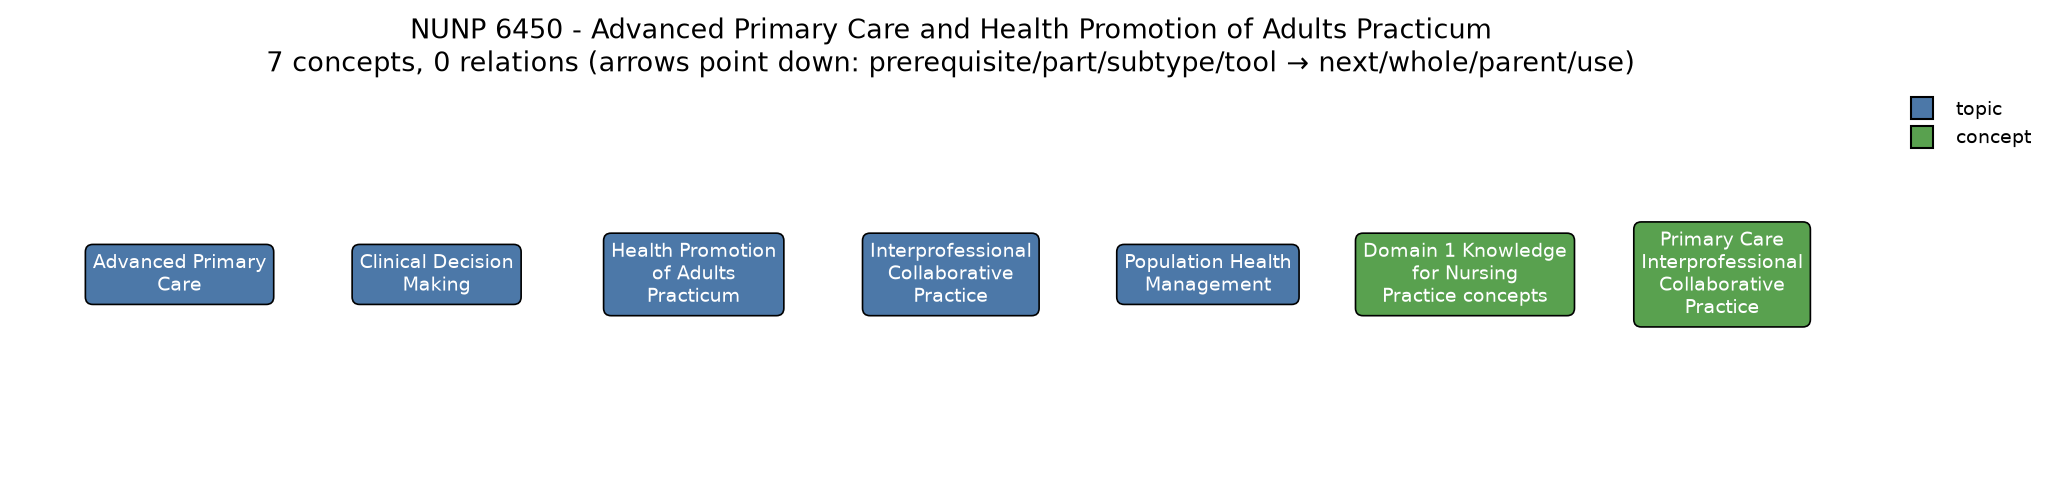 NUNP 6450 - Advanced Primary Care and Health Promotion of Adults Practicum
7 concepts, 0 relations (arrows point down: prerequisite/part/subtype/tool → next/whole/parent/use)
topic
concept
Advanced Primary
Care
Clinical Decision
Making
Health Promotion
of Adults
Practicum
Interprofessional
Collaborative
Practice
Population Health
Management
Domain 1 Knowledge
for Nursing
Practice concepts
Primary Care
Interprofessional
Collaborative
Practice